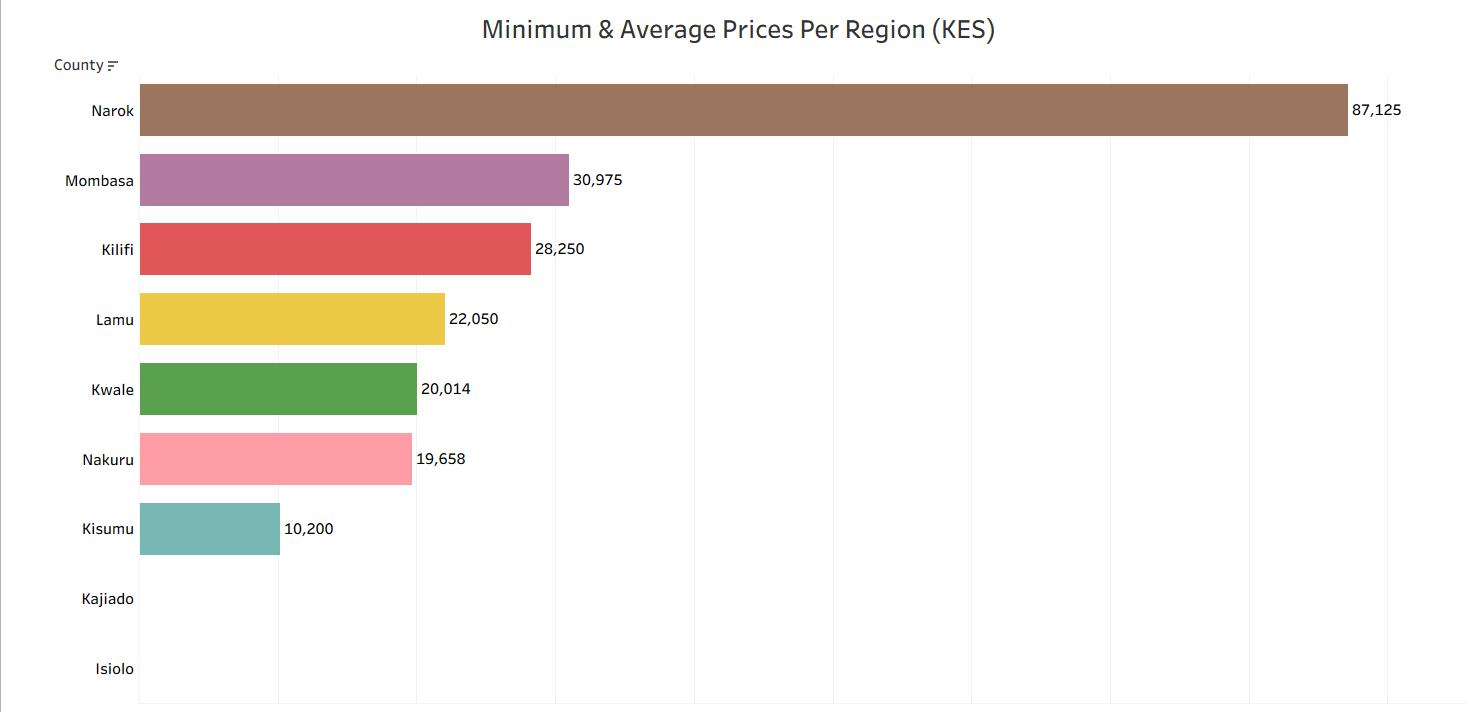 Minimum & Average Prices Per Region (KES)
County
Narok 87,125
Mombasa 30,975
Kilifi 28,250
Lamu 22,050
Kwale 20,014
Nakuru 19,658
Kisumu 10,200
Kajiado
Isiolo